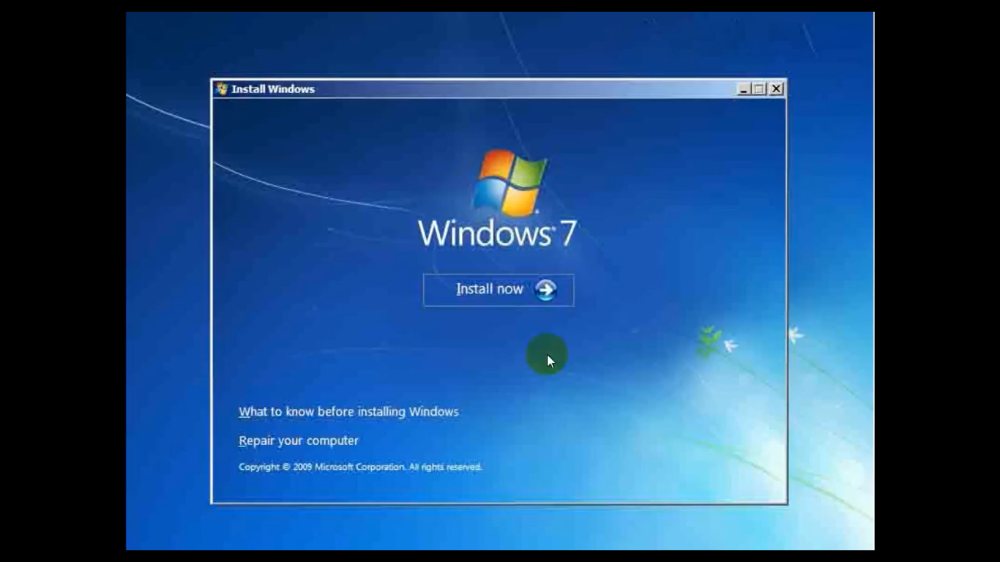 Install Windows
Windows 7
Install now
What to know before installing Windows
Repair your computer
Copyright © 2009 Microsoft Corporation. All rights reserved.